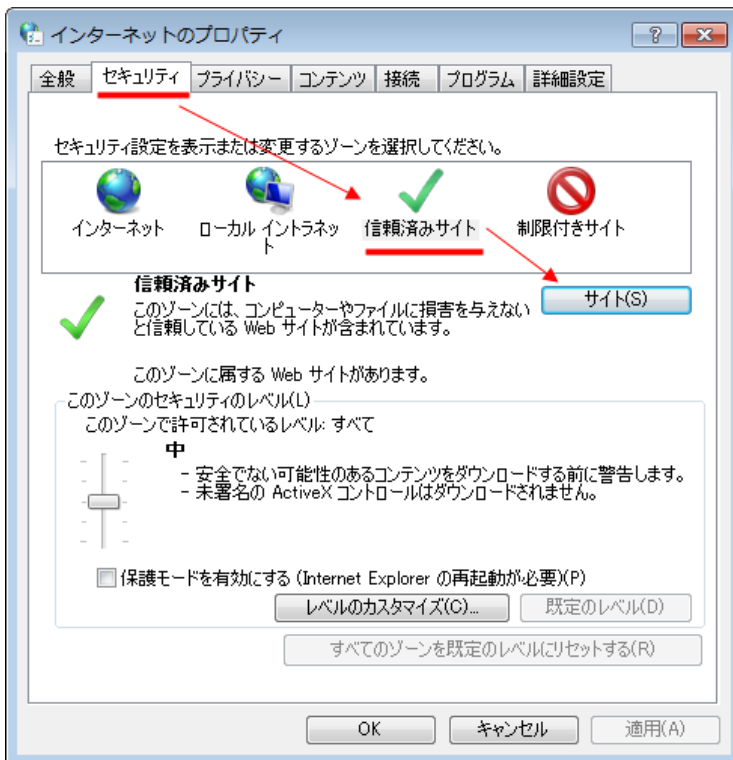 インターネットのプロパティ
全般 セキュリティ プライバシー コンテンツ 接続 プログラム 詳細設定
セキュリティ設定を表示または変更するゾーンを選択してください。
インターネット
ローカル イントラネッ
ト
信頼済みサイト
制限付きサイト
信頼済みサイト
このゾーンには、コンピューターやファイルに損害を与えない
と信頼している Web サイトが含まれています。
サイト(S)
このゾーンに属する Web サイトがあります。
このゾーンのセキュリティのレベル(L)
このゾーンで許可されているレベル: すべて
中
- 安全でない可能性のあるコンテンツをダウンロードする前に警告します。
- 未署名の ActiveX コントロールはダウンロードされません。
保護モードを有効にする (Internet Explorer の再起動が必要)(P)
レベルのカスタマイズ(C)... 既定のレベル(D)
すべてのゾーンを既定のレベルにリセットする(R)
OK キャンセル 適用(A)